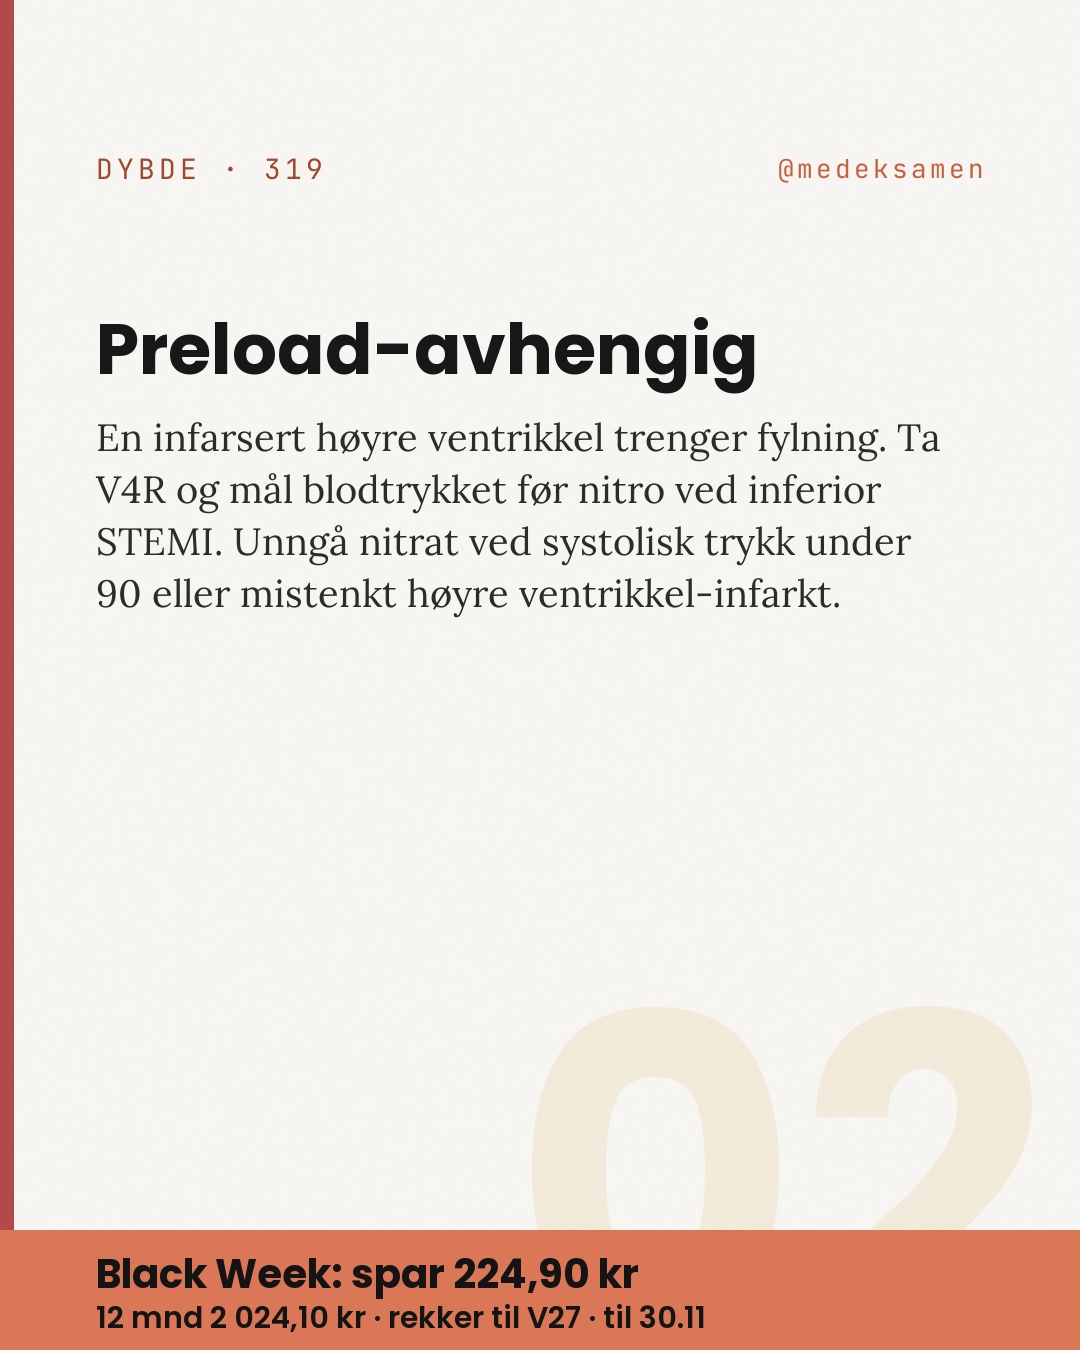 DYBDE · 319
@medeksamen
Preload-avhengig
En infarsert høyre ventrikkel trenger fylning. Ta
V4R og mål blodtrykket før nitro ved inferior
STEMI. Unngå nitrat ved systolisk trykk under
90 eller mistenkt høyre ventrikkel-infarkt.
02
Black Week: spar 224,90 kr
12 mnd 2 024,10 kr · rekker til V27 · til 30.11